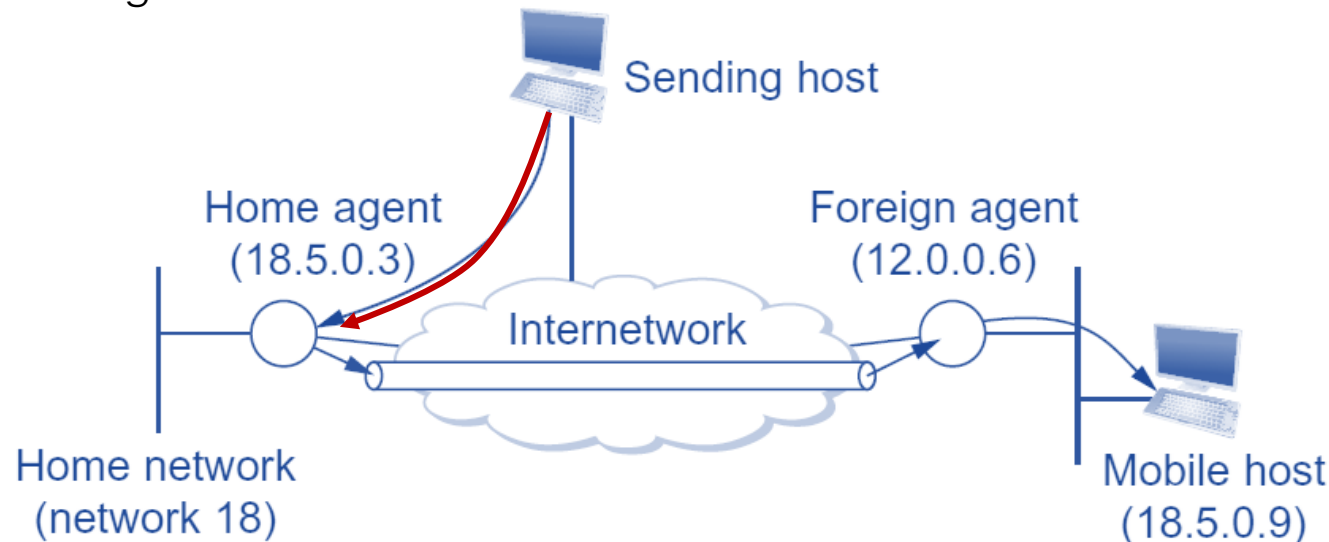 Sending host
Home agent
(18.5.0.3)
Foreign agent
(12.0.0.6)
Internetwork
Home network
(network 18)
Mobile host
(18.5.0.9)